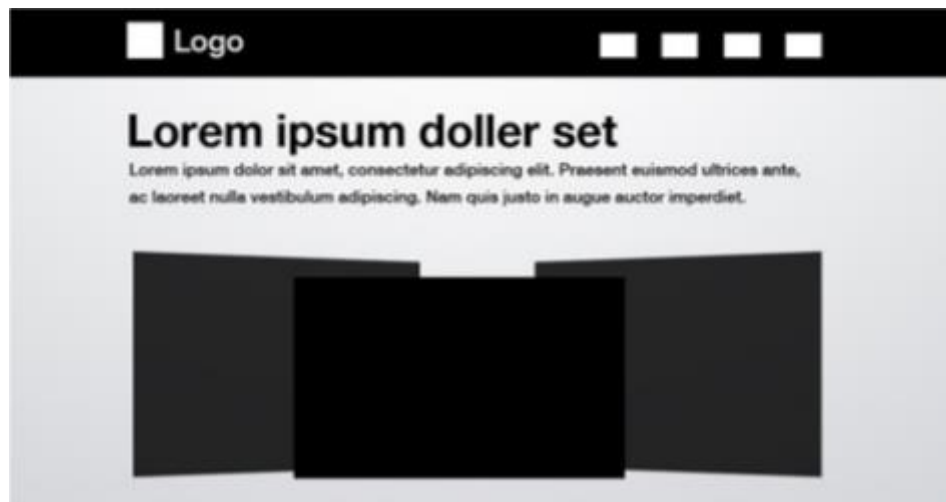 Logo
Lorem ipsum doller set
Lorem ipsum dolor sit amet, consectetur adipiscing elit. Praesent euismod ultrices ante,
ac laoreet nulla vestibulum adipiscing. Nam quis justo in augue auctor imperdiet.